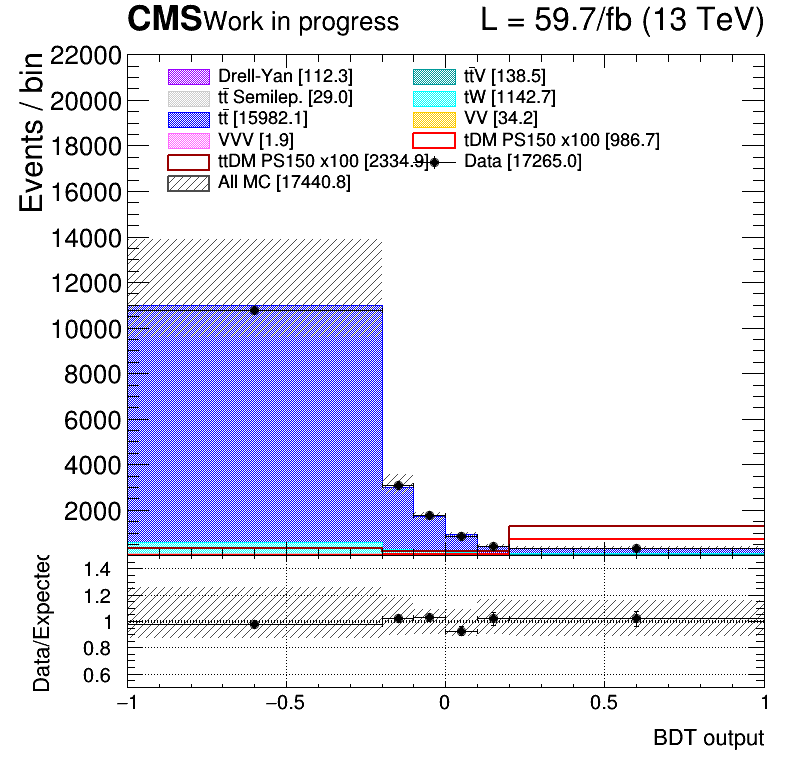 CMS Work in progress L = 59.7/fb (13 TeV)
Events / bin
22000
20000
18000
16000
14000
12000
10000
8000
6000
4000
2000
Drell-Yan [112.3] tt̄V [138.5]
tt̄ Semilep. [29.0] tW [1142.7]
tt̄ [15982.1] VV [34.2]
VVV [1.9] tDM PS150 x100 [986.7]
ttDM PS150 x100 [2334.9] Data [17265.0]
All MC [17440.8]
Data/Expected
1.4
1.2
1
0.8
0.6
−1 −0.5 0 0.5 1
BDT output